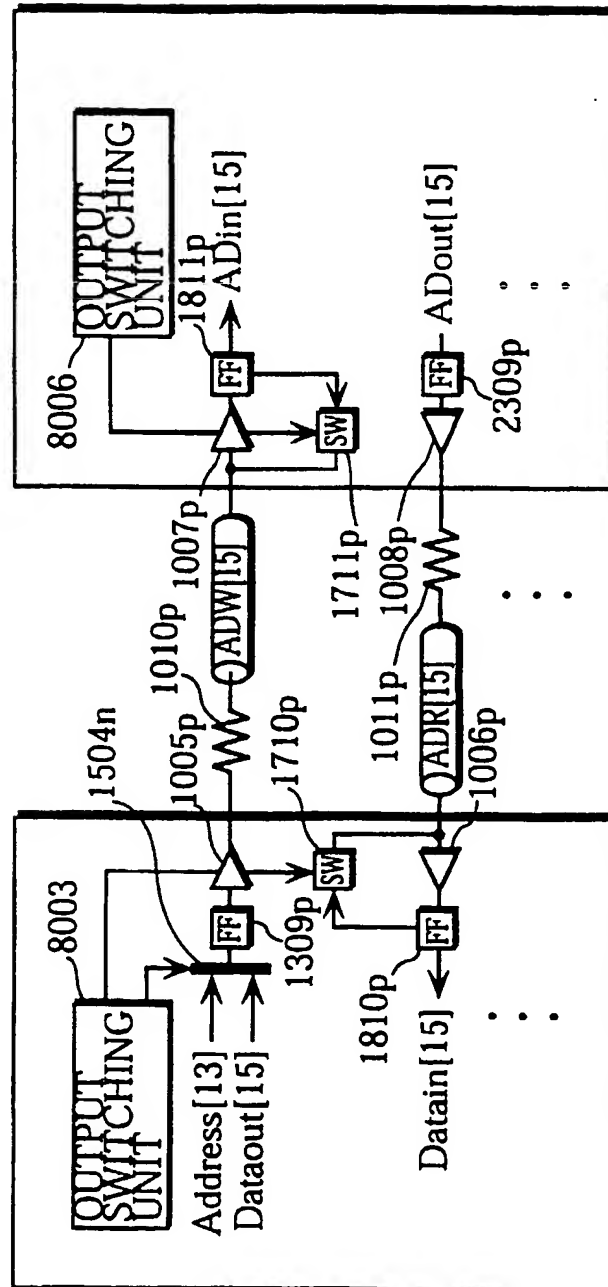 8003
OUTPUT
SWITCHING
UNIT
1504n
1005p
1010p
1007p
8006
OUTPUT
SWITCHING
UNIT
1811p
Address[13]
Dataout[15]
FF
ADW[15]
FF
ADin[15]
1309p
1710p
SW
SW
1711p
1810p
Datain[15]
FF
ADR[15]
1006p
1011p
1008p
FF
ADout[15]
2309p